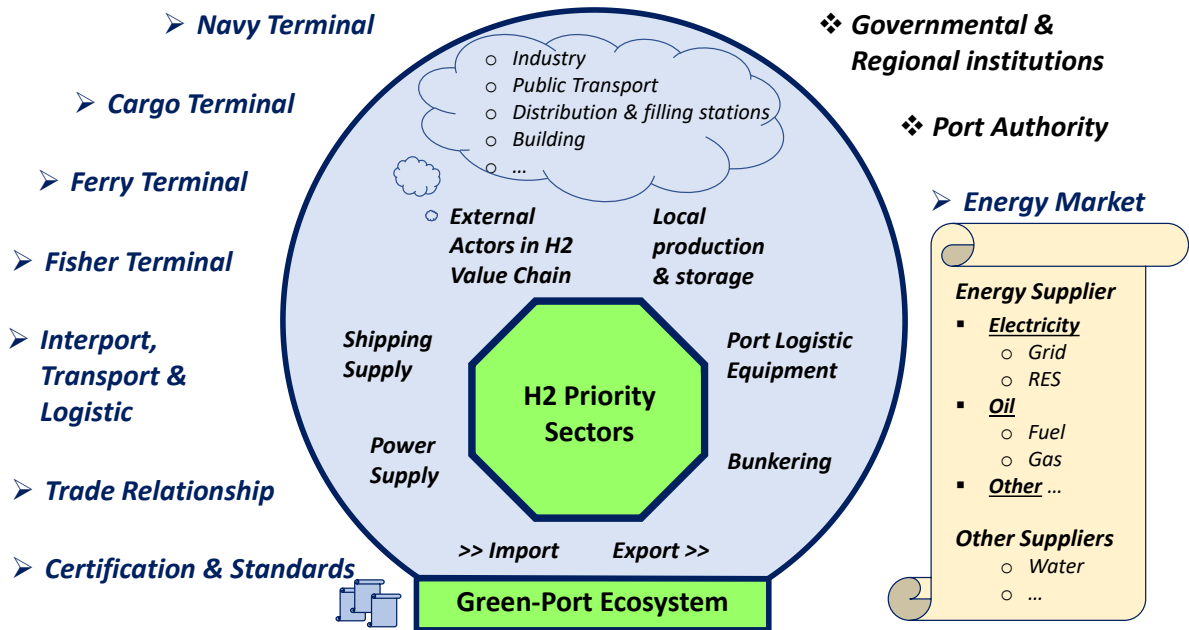 ➢ Navy Terminal
➢ Cargo Terminal
➢ Ferry Terminal
➢ Fisher Terminal
➢ Interport,
Transport &
Logistic
➢ Trade Relationship
➢ Certification & Standards
o Industry
o Public Transport
o Distribution & filling stations
o Building
o ...
External
Actors in H2
Value Chain
Local
production
& storage
Shipping
Supply
Port Logistic
Equipment
H2 Priority
Sectors
Power
Supply
Bunkering
>> Import
Export >>
Green-Port Ecosystem
❖ Governmental &
Regional institutions
❖ Port Authority
➢ Energy Market
Energy Supplier
▪ Electricity
o Grid
o RES
▪ Oil
o Fuel
o Gas
▪ Other ...
Other Suppliers
o Water
o ...